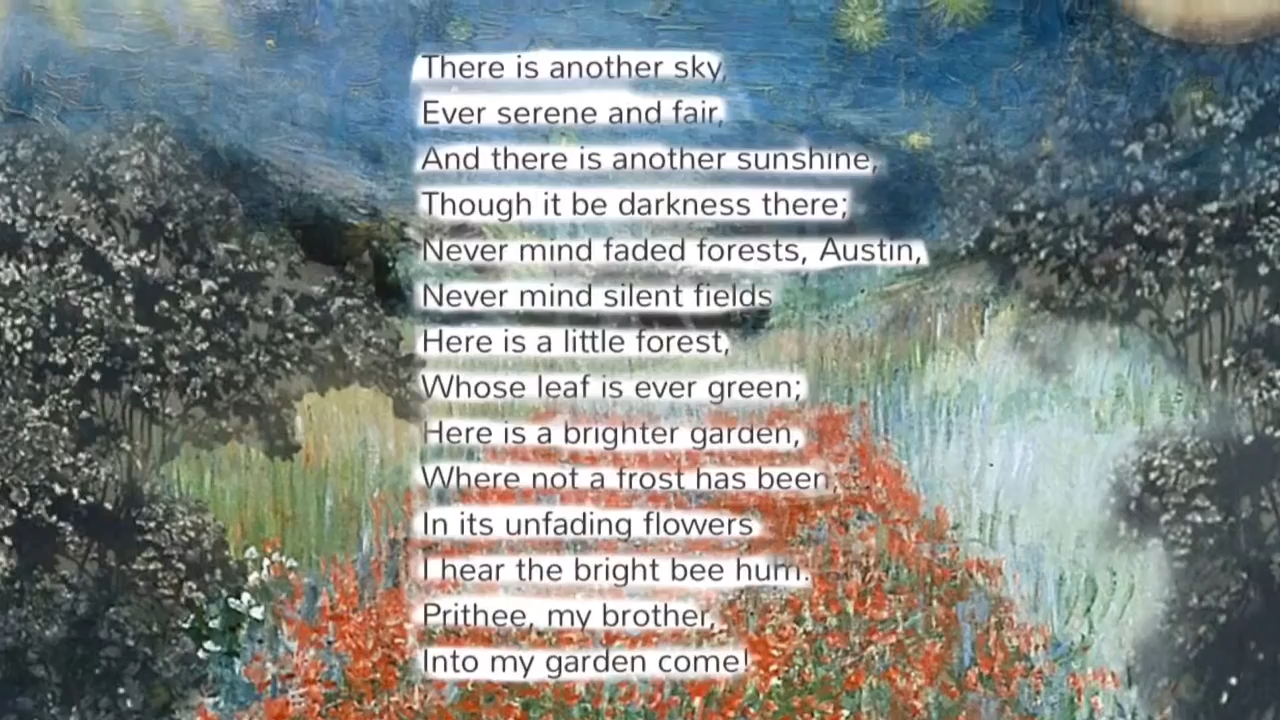 There is another sky,
Ever serene and fair,
And there is another sunshine,
Though it be darkness there;
Never mind faded forests, Austin,
Never mind silent fields
Here is a little forest,
Whose leaf is ever green;
Here is a brighter garden,
Where not a frost has been;
In its unfading flowers
I hear the bright bee hum.
Prithee, my brother,
Into my garden come!